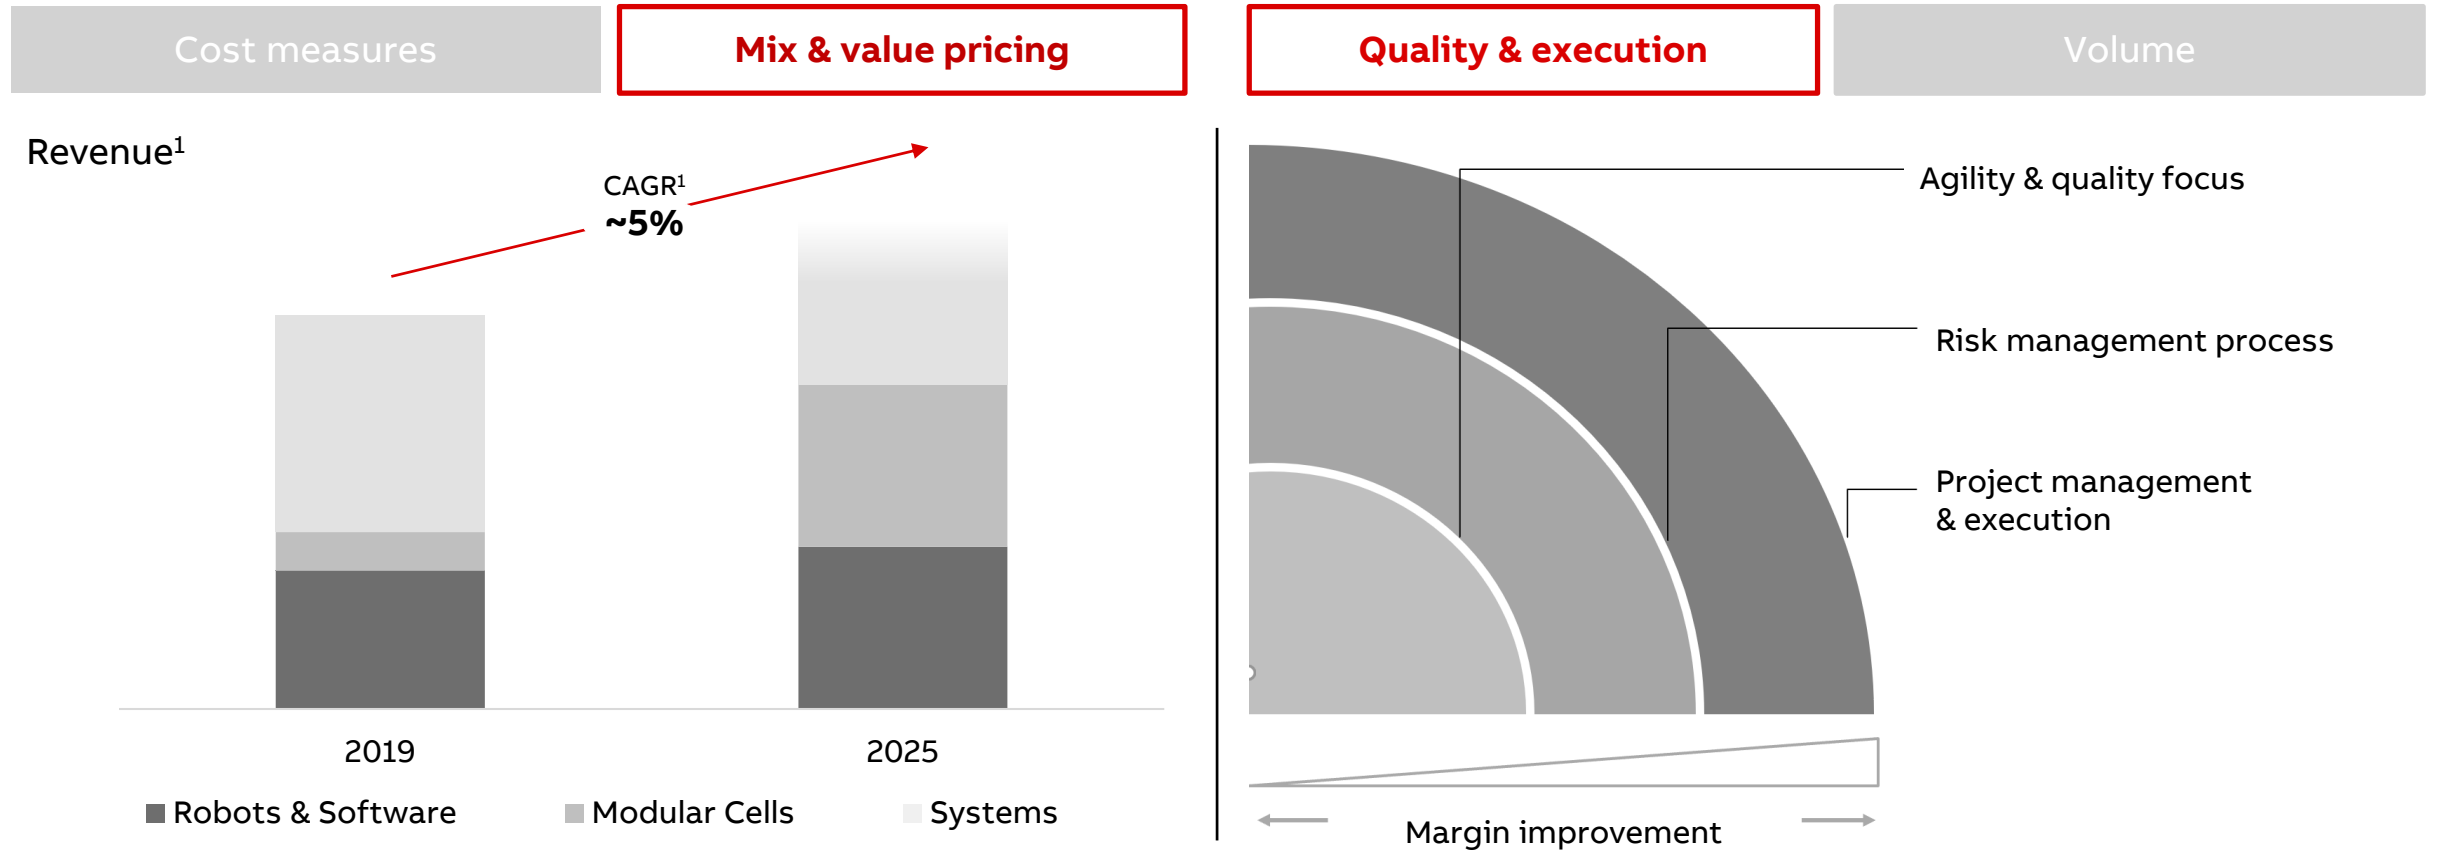 Cost measures
Mix & value pricing
Quality & execution
Volume
Revenue¹
CAGR¹
~5%
2019
2025
Robots & Software
Modular Cells
Systems
Agility & quality focus
Risk management process
Project management
& execution
Margin improvement